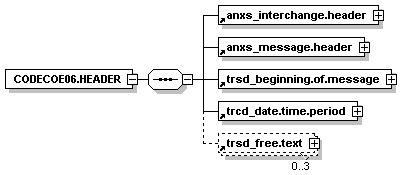 anxs_interchange.header
anxs_message.header
CODECOE06.HEADER
trsd_beginning.of.message
trcd_date.time.period
trsd_free.text
0..3